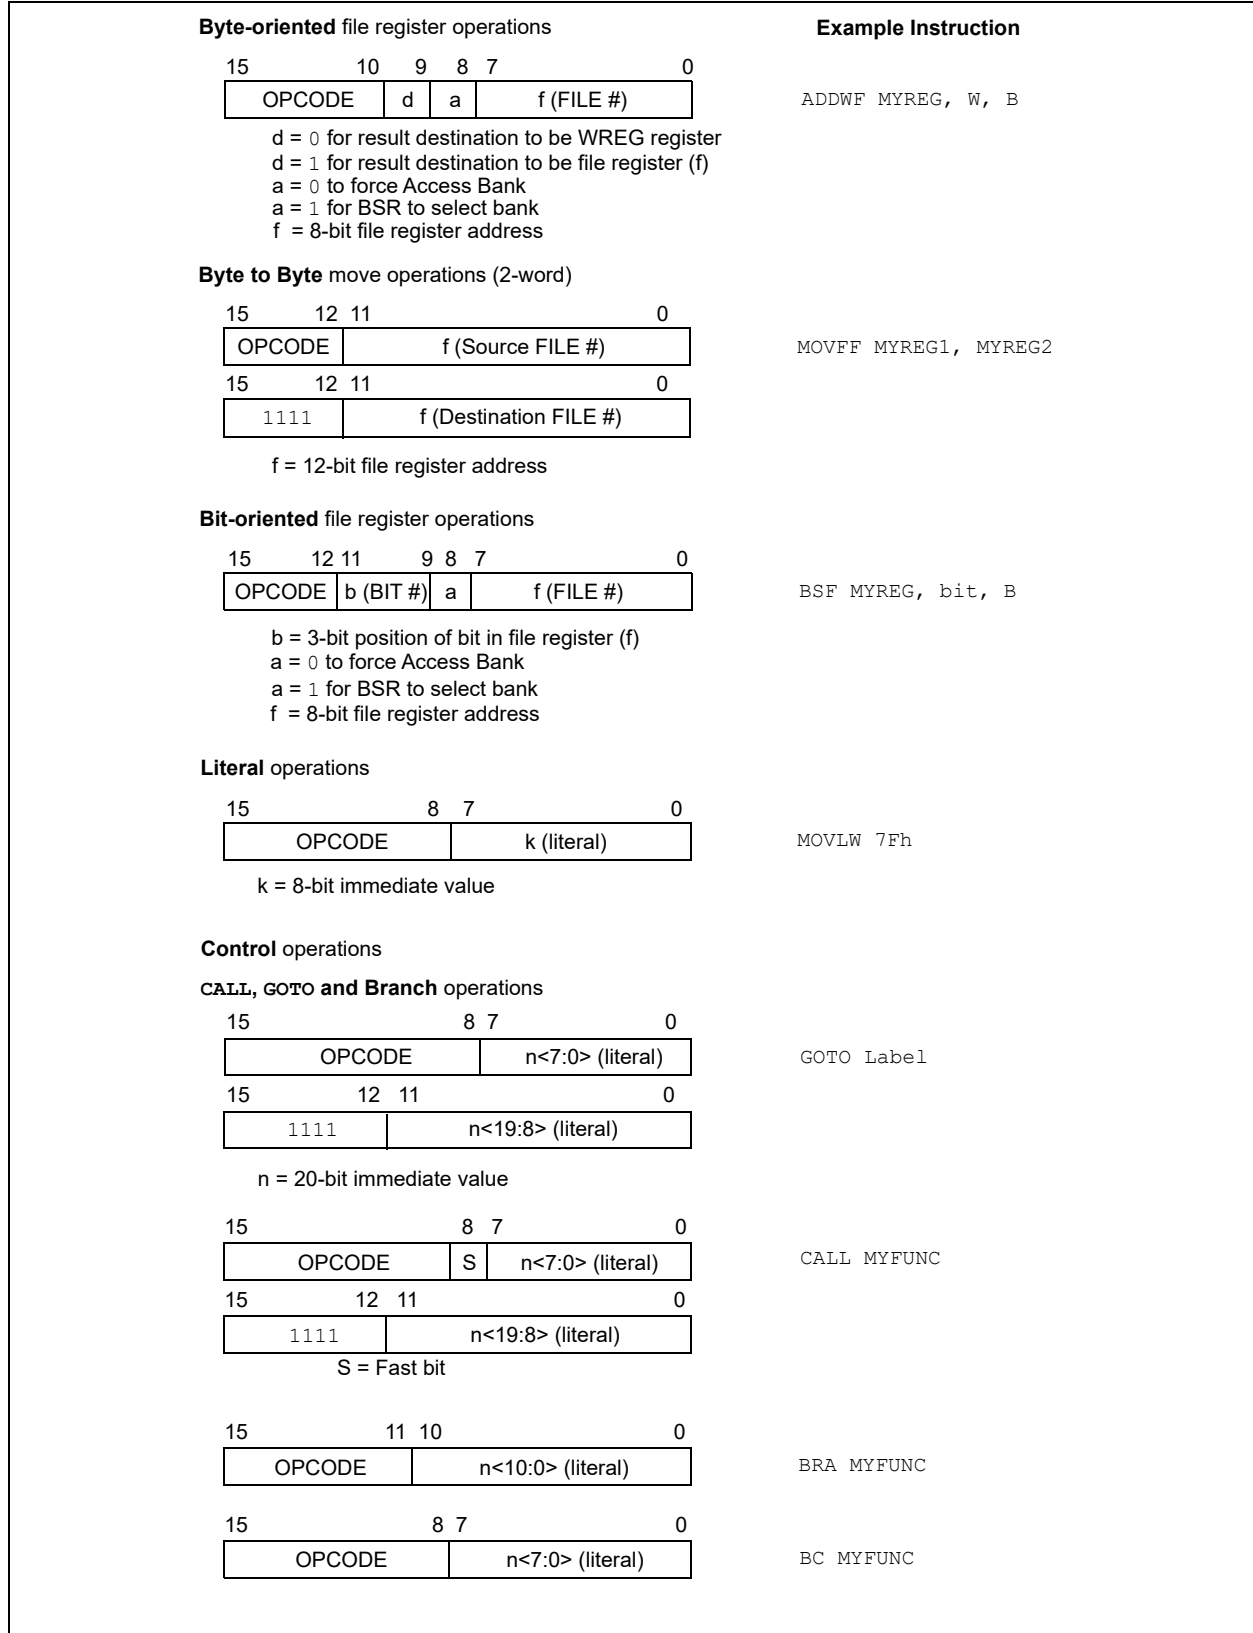 Byte-oriented file register operations
Example Instruction
15 10 9 8 7 0
OPCODE d a f (FILE #)
ADDWF MYREG, W, B
d = 0 for result destination to be WREG register
d = 1 for result destination to be file register (f)
a = 0 to force Access Bank
a = 1 for BSR to select bank
f = 8-bit file register address
Byte to Byte move operations (2-word)
15 12 11 0
OPCODE f (Source FILE #)
MOVFF MYREG1, MYREG2
15 12 11 0
1111 f (Destination FILE #)
f = 12-bit file register address
Bit-oriented file register operations
15 12 11 9 8 7 0
OPCODE b (BIT #) a f (FILE #)
BSF MYREG, bit, B
b = 3-bit position of bit in file register (f)
a = 0 to force Access Bank
a = 1 for BSR to select bank
f = 8-bit file register address
Literal operations
15 8 7 0
OPCODE k (literal)
MOVLW 7Fh
k = 8-bit immediate value
Control operations
CALL, GOTO and Branch operations
15 8 7 0
OPCODE n<7:0> (literal)
GOTO Label
15 12 11 0
1111 n<19:8> (literal)
n = 20-bit immediate value
15 8 7 0
OPCODE S n<7:0> (literal)
CALL MYFUNC
15 12 11 0
1111 n<19:8> (literal)
S = Fast bit
15 11 10 0
OPCODE n<10:0> (literal)
BRA MYFUNC
15 8 7 0
OPCODE n<7:0> (literal)
BC MYFUNC